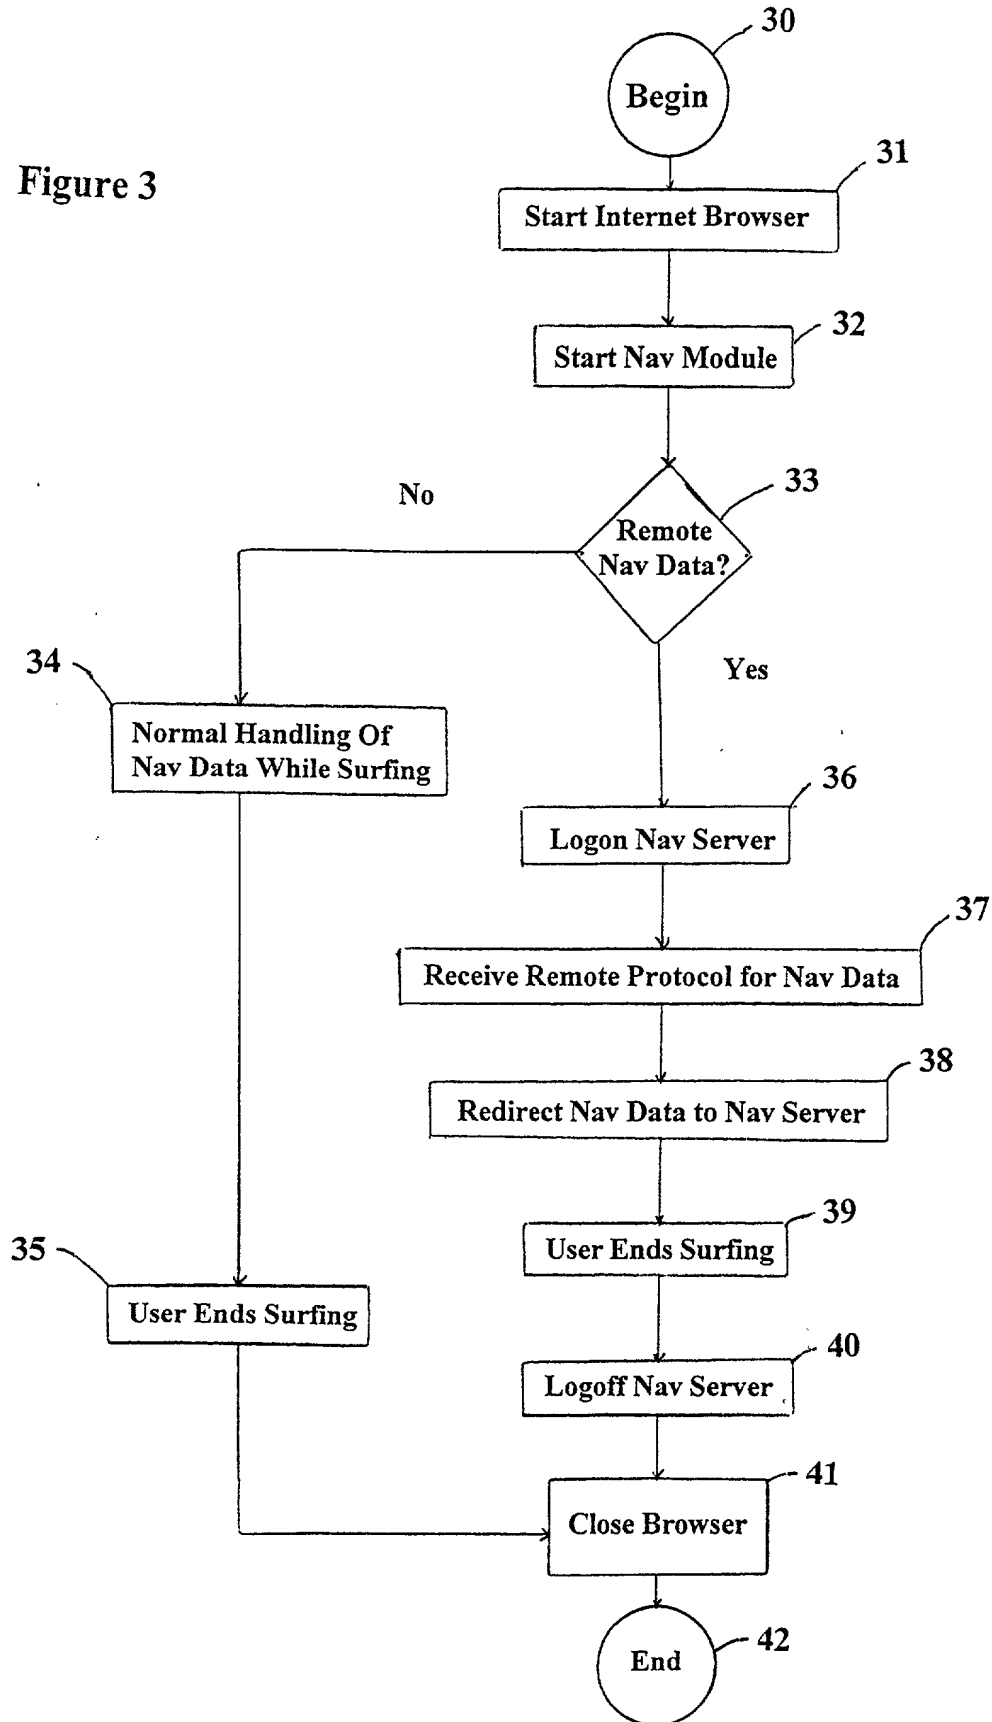 30
Begin
Figure 3
31
Start Internet Browser
32
Start Nav Module
33
No
Remote
Nav Data?
Yes
34
Normal Handling Of
Nav Data While Surfing
36
Logon Nav Server
37
Receive Remote Protocol for Nav Data
38
Redirect Nav Data to Nav Server
39
User Ends Surfing
35
User Ends Surfing
40
Logoff Nav Server
41
Close Browser
42
End